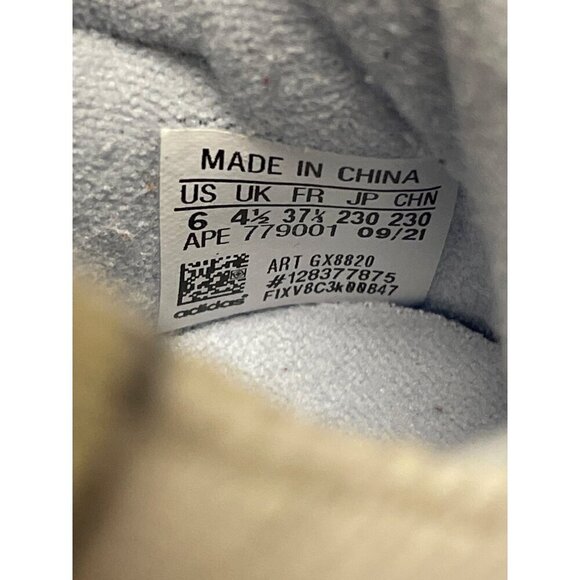 MADE IN CHINA
US UK FR JP CHN
6 4½ 37⅓ 230 230
APE 779001 09/21
ART GX8820
#128377875
F1XV8C3k00847
adidas